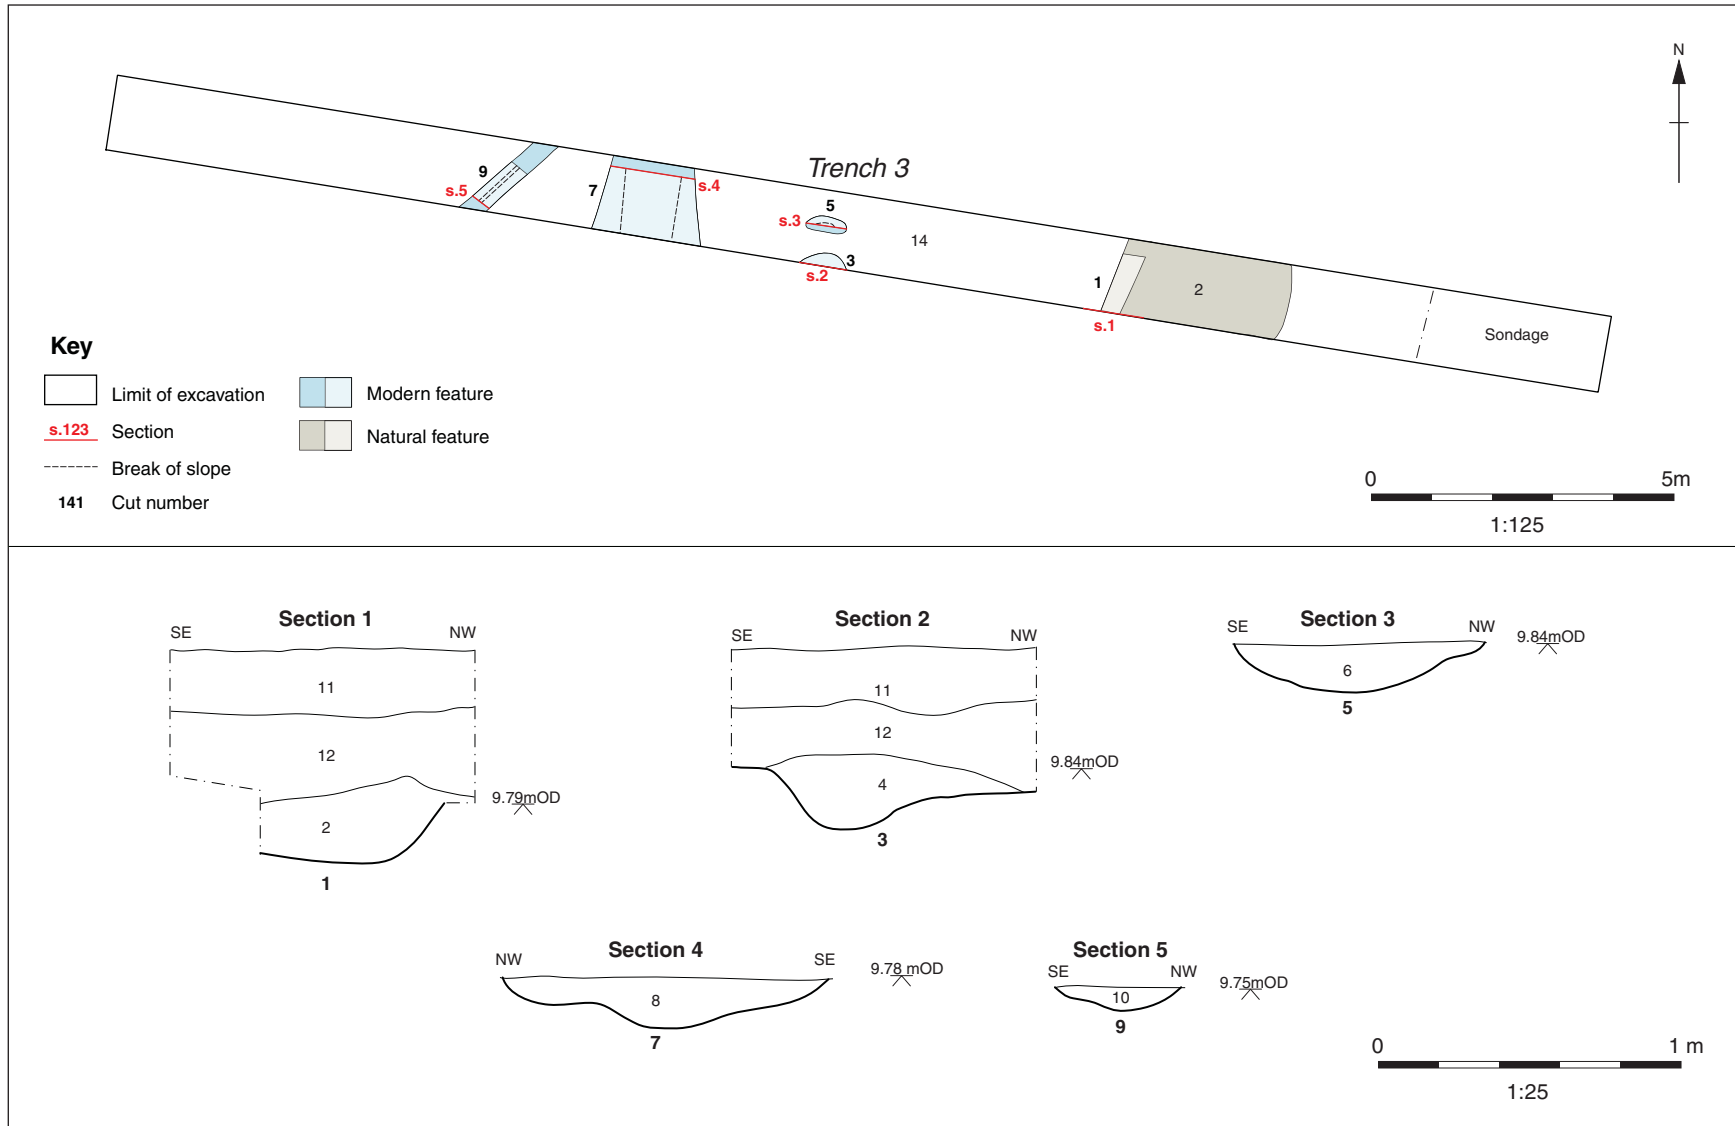 N
Trench 3
9
s.5
7
s.4
5
s.3
14
3
s.2
1
2
s.1
Sondage
Key
Limit of excavation
Modern feature
s.123
Section
Natural feature
Break of slope
141
Cut number
0 5m
1:125
Section 1
SE NW
11
12
2
9.79mOD
1
Section 2
SE NW
11
12
4
9.84mOD
3
Section 3
SE NW
9.84mOD
6
5
Section 4
NW SE
9.78 mOD
8
7
Section 5
SE NW
9.75mOD
10
9
0 1 m
1:25